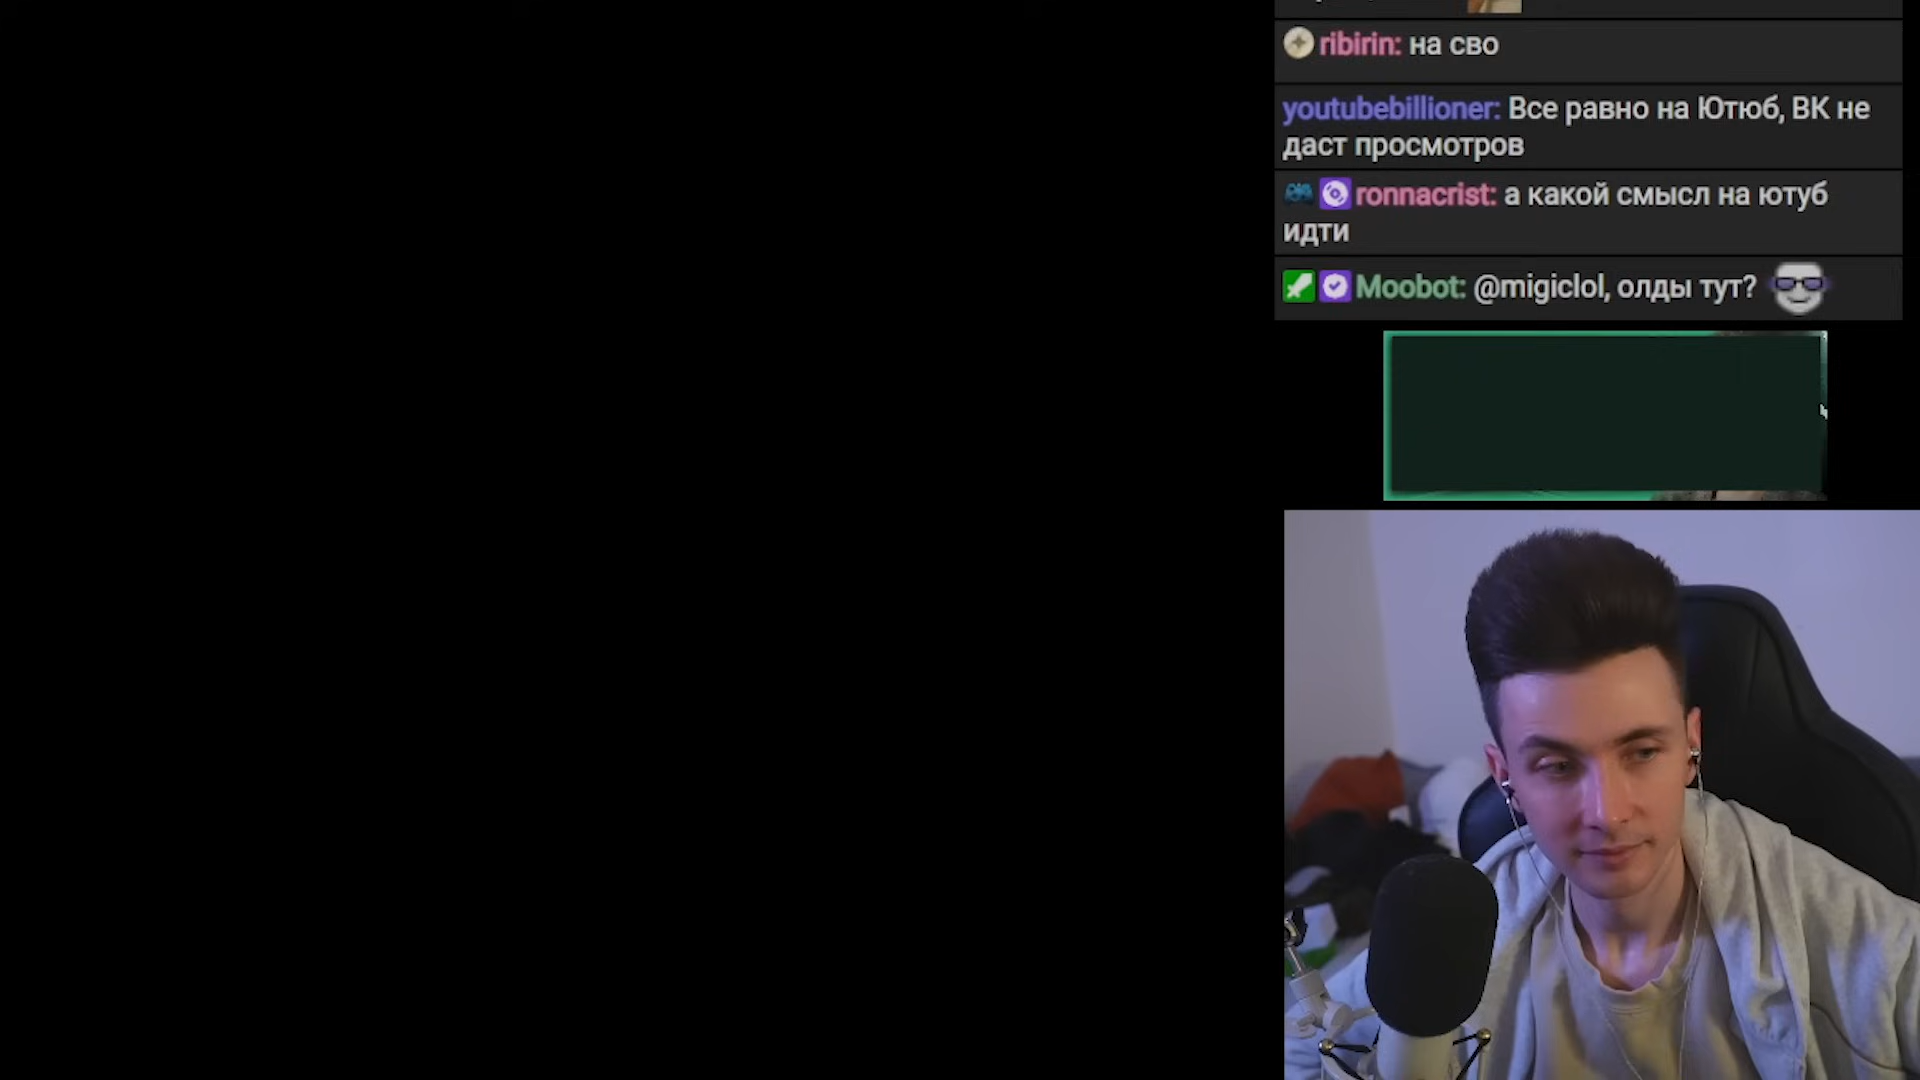 ribirin: на сво
youtubebillioner: Все равно на Ютюб, ВК не
даст просмотров
ronnacrist: а какой смысл на ютуб
идти
Moobot: @migiclol, олды тут?